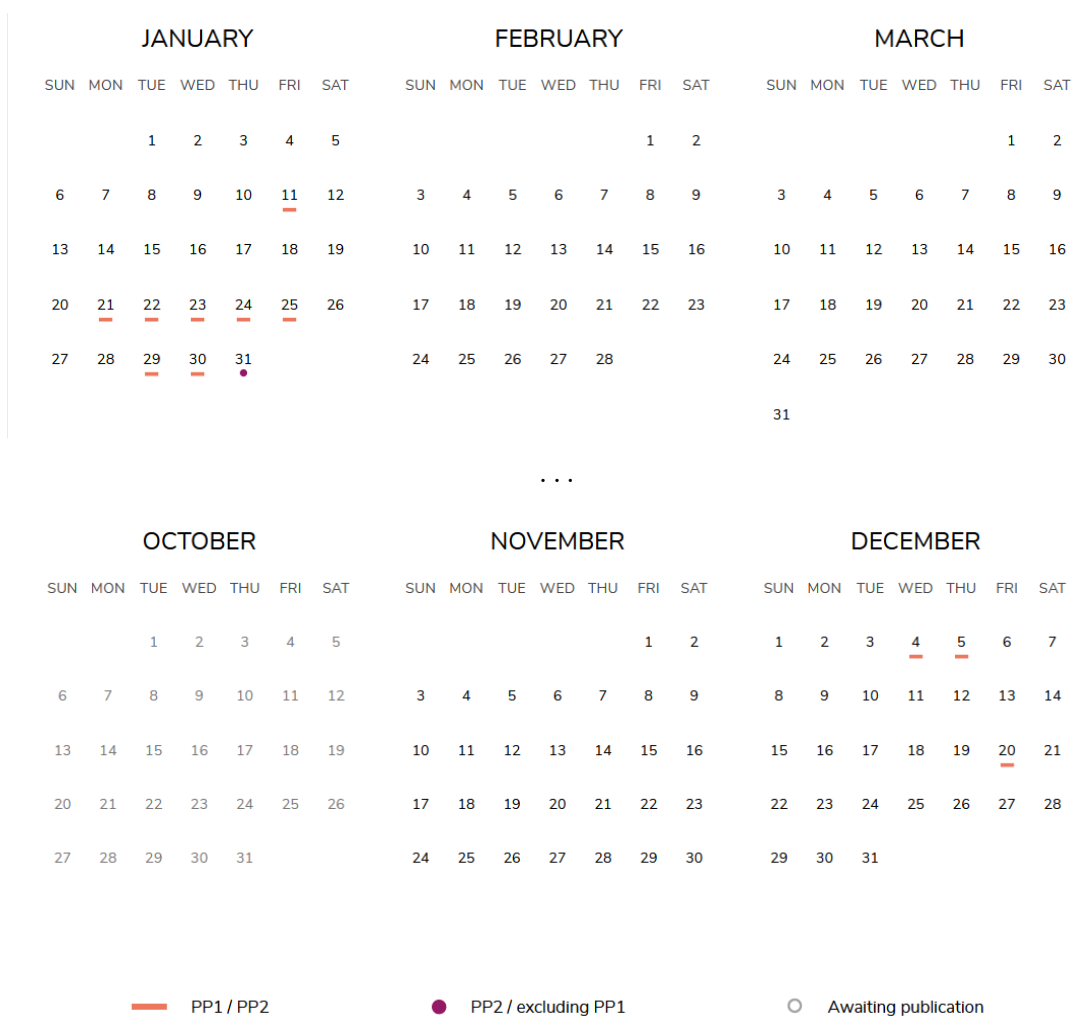 JANUARY FEBRUARY MARCH
SUN MON TUE WED THU FRI SAT SUN MON TUE WED THU FRI SAT SUN MON TUE WED THU FRI SAT
1 2 3 4 5 1 2 1 2
6 7 8 9 10 11 12 3 4 5 6 7 8 9 3 4 5 6 7 8 9
13 14 15 16 17 18 19 10 11 12 13 14 15 16 10 11 12 13 14 15 16
20 21 22 23 24 25 26 17 18 19 20 21 22 23 17 18 19 20 21 22 23
27 28 29 30 31 24 25 26 27 28 24 25 26 27 28 29 30
31
...
OCTOBER NOVEMBER DECEMBER
SUN MON TUE WED THU FRI SAT SUN MON TUE WED THU FRI SAT SUN MON TUE WED THU FRI SAT
1 2 3 4 5 1 2 1 2 3 4 5 6 7
6 7 8 9 10 11 12 3 4 5 6 7 8 9 8 9 10 11 12 13 14
13 14 15 16 17 18 19 10 11 12 13 14 15 16 15 16 17 18 19 20 21
20 21 22 23 24 25 26 17 18 19 20 21 22 23 22 23 24 25 26 27 28
27 28 29 30 31 24 25 26 27 28 29 30 29 30 31
PP1 / PP2 PP2 / excluding PP1 Awaiting publication